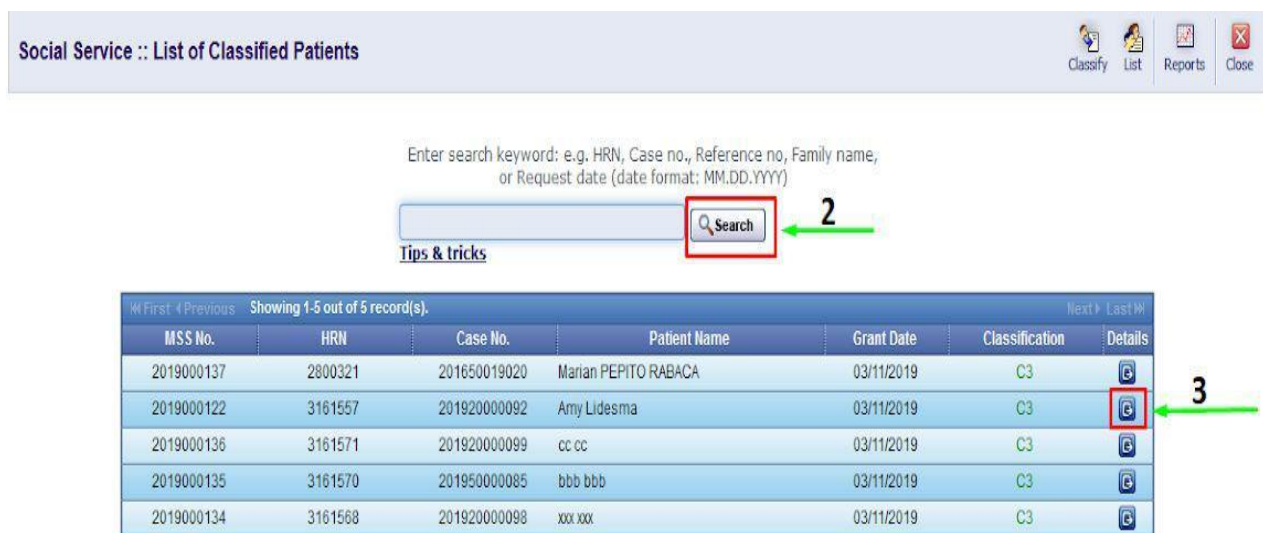 Social Service :: List of Classified Patients
Classify List Reports Close
Enter search keyword: e.g. HRN, Case no., Reference no, Family name,
or Request date (date format: MM.DD.YYYY)
Search 2
Tips & tricks
First Previous Showing 1-5 out of 5 record(s). Next Last
MSS No. HRN Case No. Patient Name Grant Date Classification Details
2019000137 2800321 201650019020 Marian PEPITO RABACA 03/11/2019 C3
2019000122 3161557 201920000092 Amy Lidesma 03/11/2019 C3 3
2019000136 3161571 201920000099 cc cc 03/11/2019 C3
2019000135 3161570 201950000085 bbb bbb 03/11/2019 C3
2019000134 3161568 201920000098 xxx xxx 03/11/2019 C3